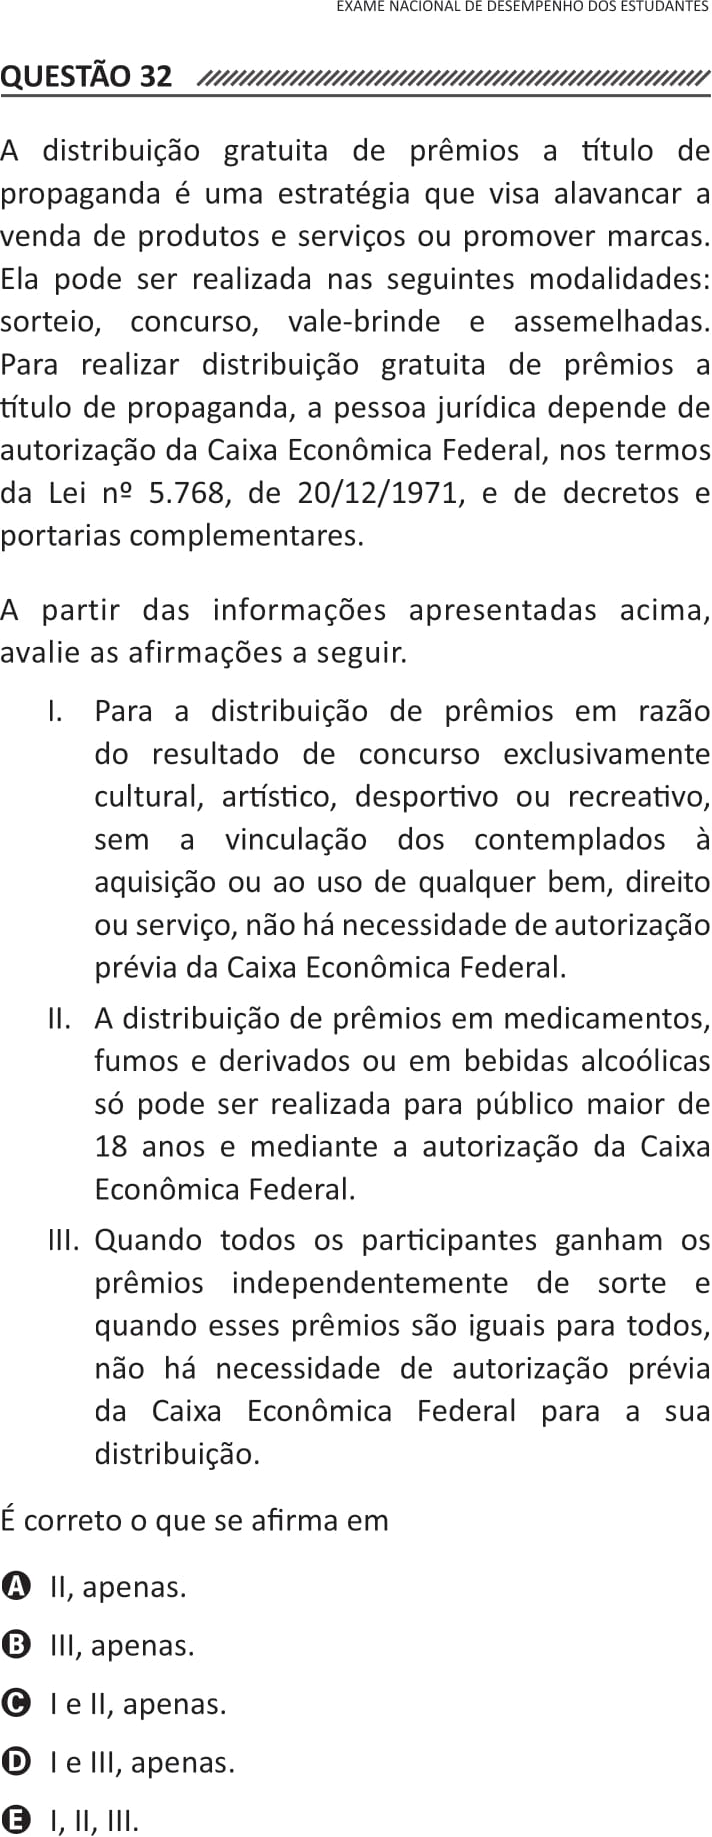 EXAME NACIONAL DE DESEMPENHO DOS ESTUDANTES
QUESTÃO 32
A distribuição gratuita de prêmios a título de
propaganda é uma estratégia que visa alavancar a
venda de produtos e serviços ou promover marcas.
Ela pode ser realizada nas seguintes modalidades:
sorteio, concurso, vale-brinde e assemelhadas.
Para realizar distribuição gratuita de prêmios a
título de propaganda, a pessoa jurídica depende de
autorização da Caixa Econômica Federal, nos termos
da Lei nº 5.768, de 20/12/1971, e de decretos e
portarias complementares.
A partir das informações apresentadas acima,
avalie as afirmações a seguir.
I. Para a distribuição de prêmios em razão
do resultado de concurso exclusivamente
cultural, artístico, desportivo ou recreativo,
sem a vinculação dos contemplados à
aquisição ou ao uso de qualquer bem, direito
ou serviço, não há necessidade de autorização
prévia da Caixa Econômica Federal.
II. A distribuição de prêmios em medicamentos,
fumos e derivados ou em bebidas alcoólicas
só pode ser realizada para público maior de
18 anos e mediante a autorização da Caixa
Econômica Federal.
III. Quando todos os participantes ganham os
prêmios independentemente de sorte e
quando esses prêmios são iguais para todos,
não há necessidade de autorização prévia
da Caixa Econômica Federal para a sua
distribuição.
É correto o que se afirma em
A II, apenas.
B III, apenas.
C I e II, apenas.
D I e III, apenas.
E I, II, III.